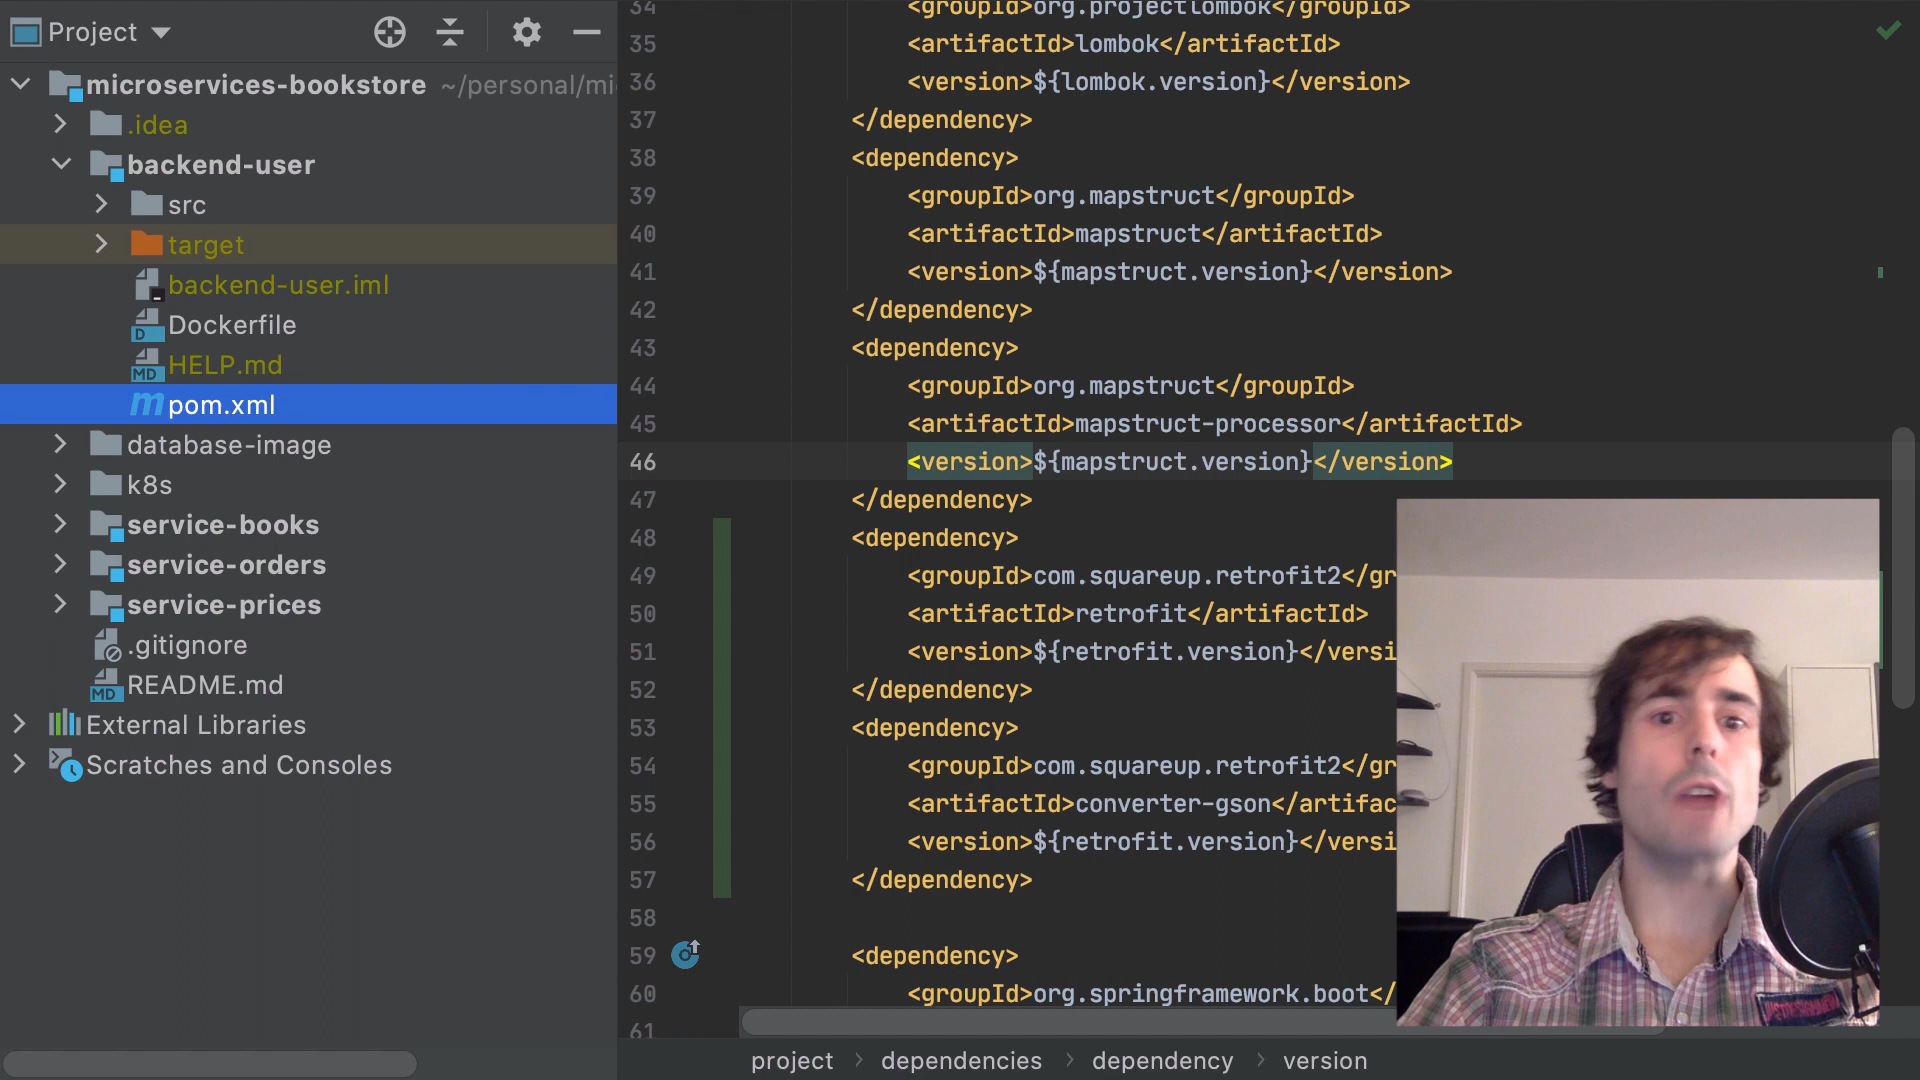 Project
microservices-bookstore ~/personal/mi
.idea
backend-user
src
target
backend-user.iml
Dockerfile
HELP.md
pom.xml
database-image
k8s
service-books
service-orders
service-prices
.gitignore
README.md
External Libraries
Scratches and Consoles
34 <groupId>org.projectlombok</groupId>
35 <artifactId>lombok</artifactId>
36 <version>${lombok.version}</version>
37 </dependency>
38 <dependency>
39 <groupId>org.mapstruct</groupId>
40 <artifactId>mapstruct</artifactId>
41 <version>${mapstruct.version}</version>
42 </dependency>
43 <dependency>
44 <groupId>org.mapstruct</groupId>
45 <artifactId>mapstruct-processor</artifactId>
46 <version>${mapstruct.version}</version>
47 </dependency>
48 <dependency>
49 <groupId>com.squareup.retrofit2</gr
50 <artifactId>retrofit</artifactId>
51 <version>${retrofit.version}</versi
52 </dependency>
53 <dependency>
54 <groupId>com.squareup.retrofit2</gr
55 <artifactId>converter-gson</artifac
56 <version>${retrofit.version}</versi
57 </dependency>
58
59 <dependency>
60 <groupId>org.springframework.boot</
61
project > dependencies > dependency > version